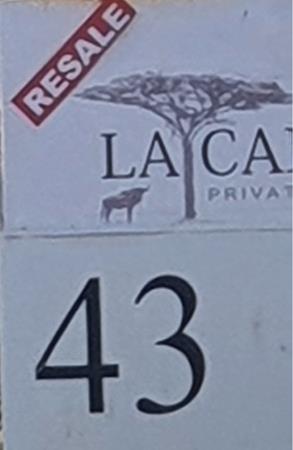 RESALE
LA CA
PRIVAT
43